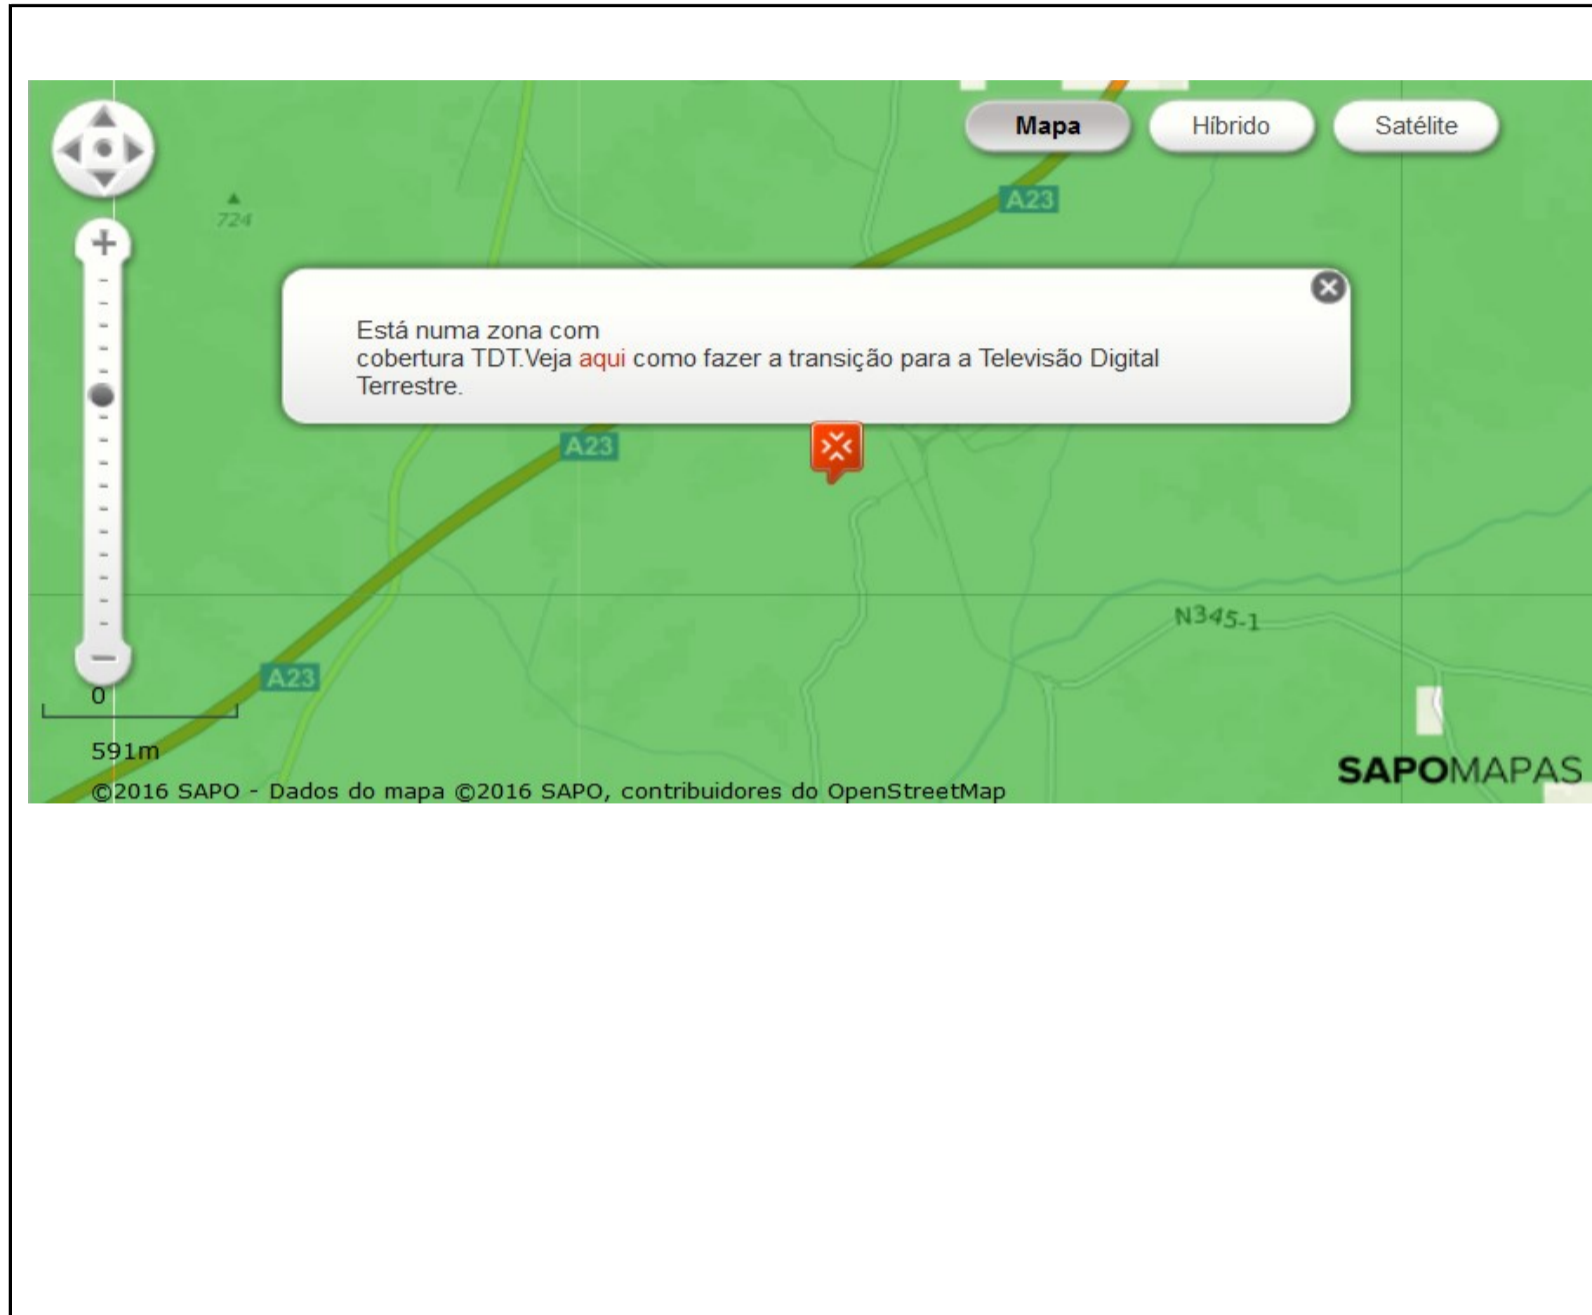 Mapa
Híbrido
Satélite
A23
724
Está numa zona com
cobertura TDT.Veja aqui como fazer a transição para a Televisão Digital
Terrestre.
A23
N345-1
A23
0
591m
SAPOMAPAS
©2016 SAPO - Dados do mapa ©2016 SAPO, contribuidores do OpenStreetMap